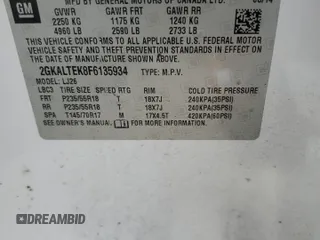 GM
MFD BY GENERAL MOTORS OF CANADA LTD.
GVWR GAWR FRT GAWR RR
2250 KG 1175 KG 1240 KG
4960 LB 2590 LB 2733 LB
THIS VEHICLE CONFORMS TO ALL APPLICABLE U.S. FEDERAL MOTOR
VEHICLE SAFETY AND THEFT PREVENTION STANDARDS IN EFFECT ON
THE DATE OF MANUFACTURE SHOWN ABOVE.
2GKALTEK8F6135934 TYPE: M.P.V.
MODEL: LJ26
TIRE SIZE SPEED RTG RIM COLD TIRE PRESSURE
FRT P235/55R18 T 18X7J 240KPA(35PSI)
RR P235/55R18 T 18X7J 240KPA(35PSI)
SPA T145/70R17 M 17X4.5T 420KPA(60PSI)
SEE OWNER'S MANUAL FOR MORE INFORMATION.
DREAMBID